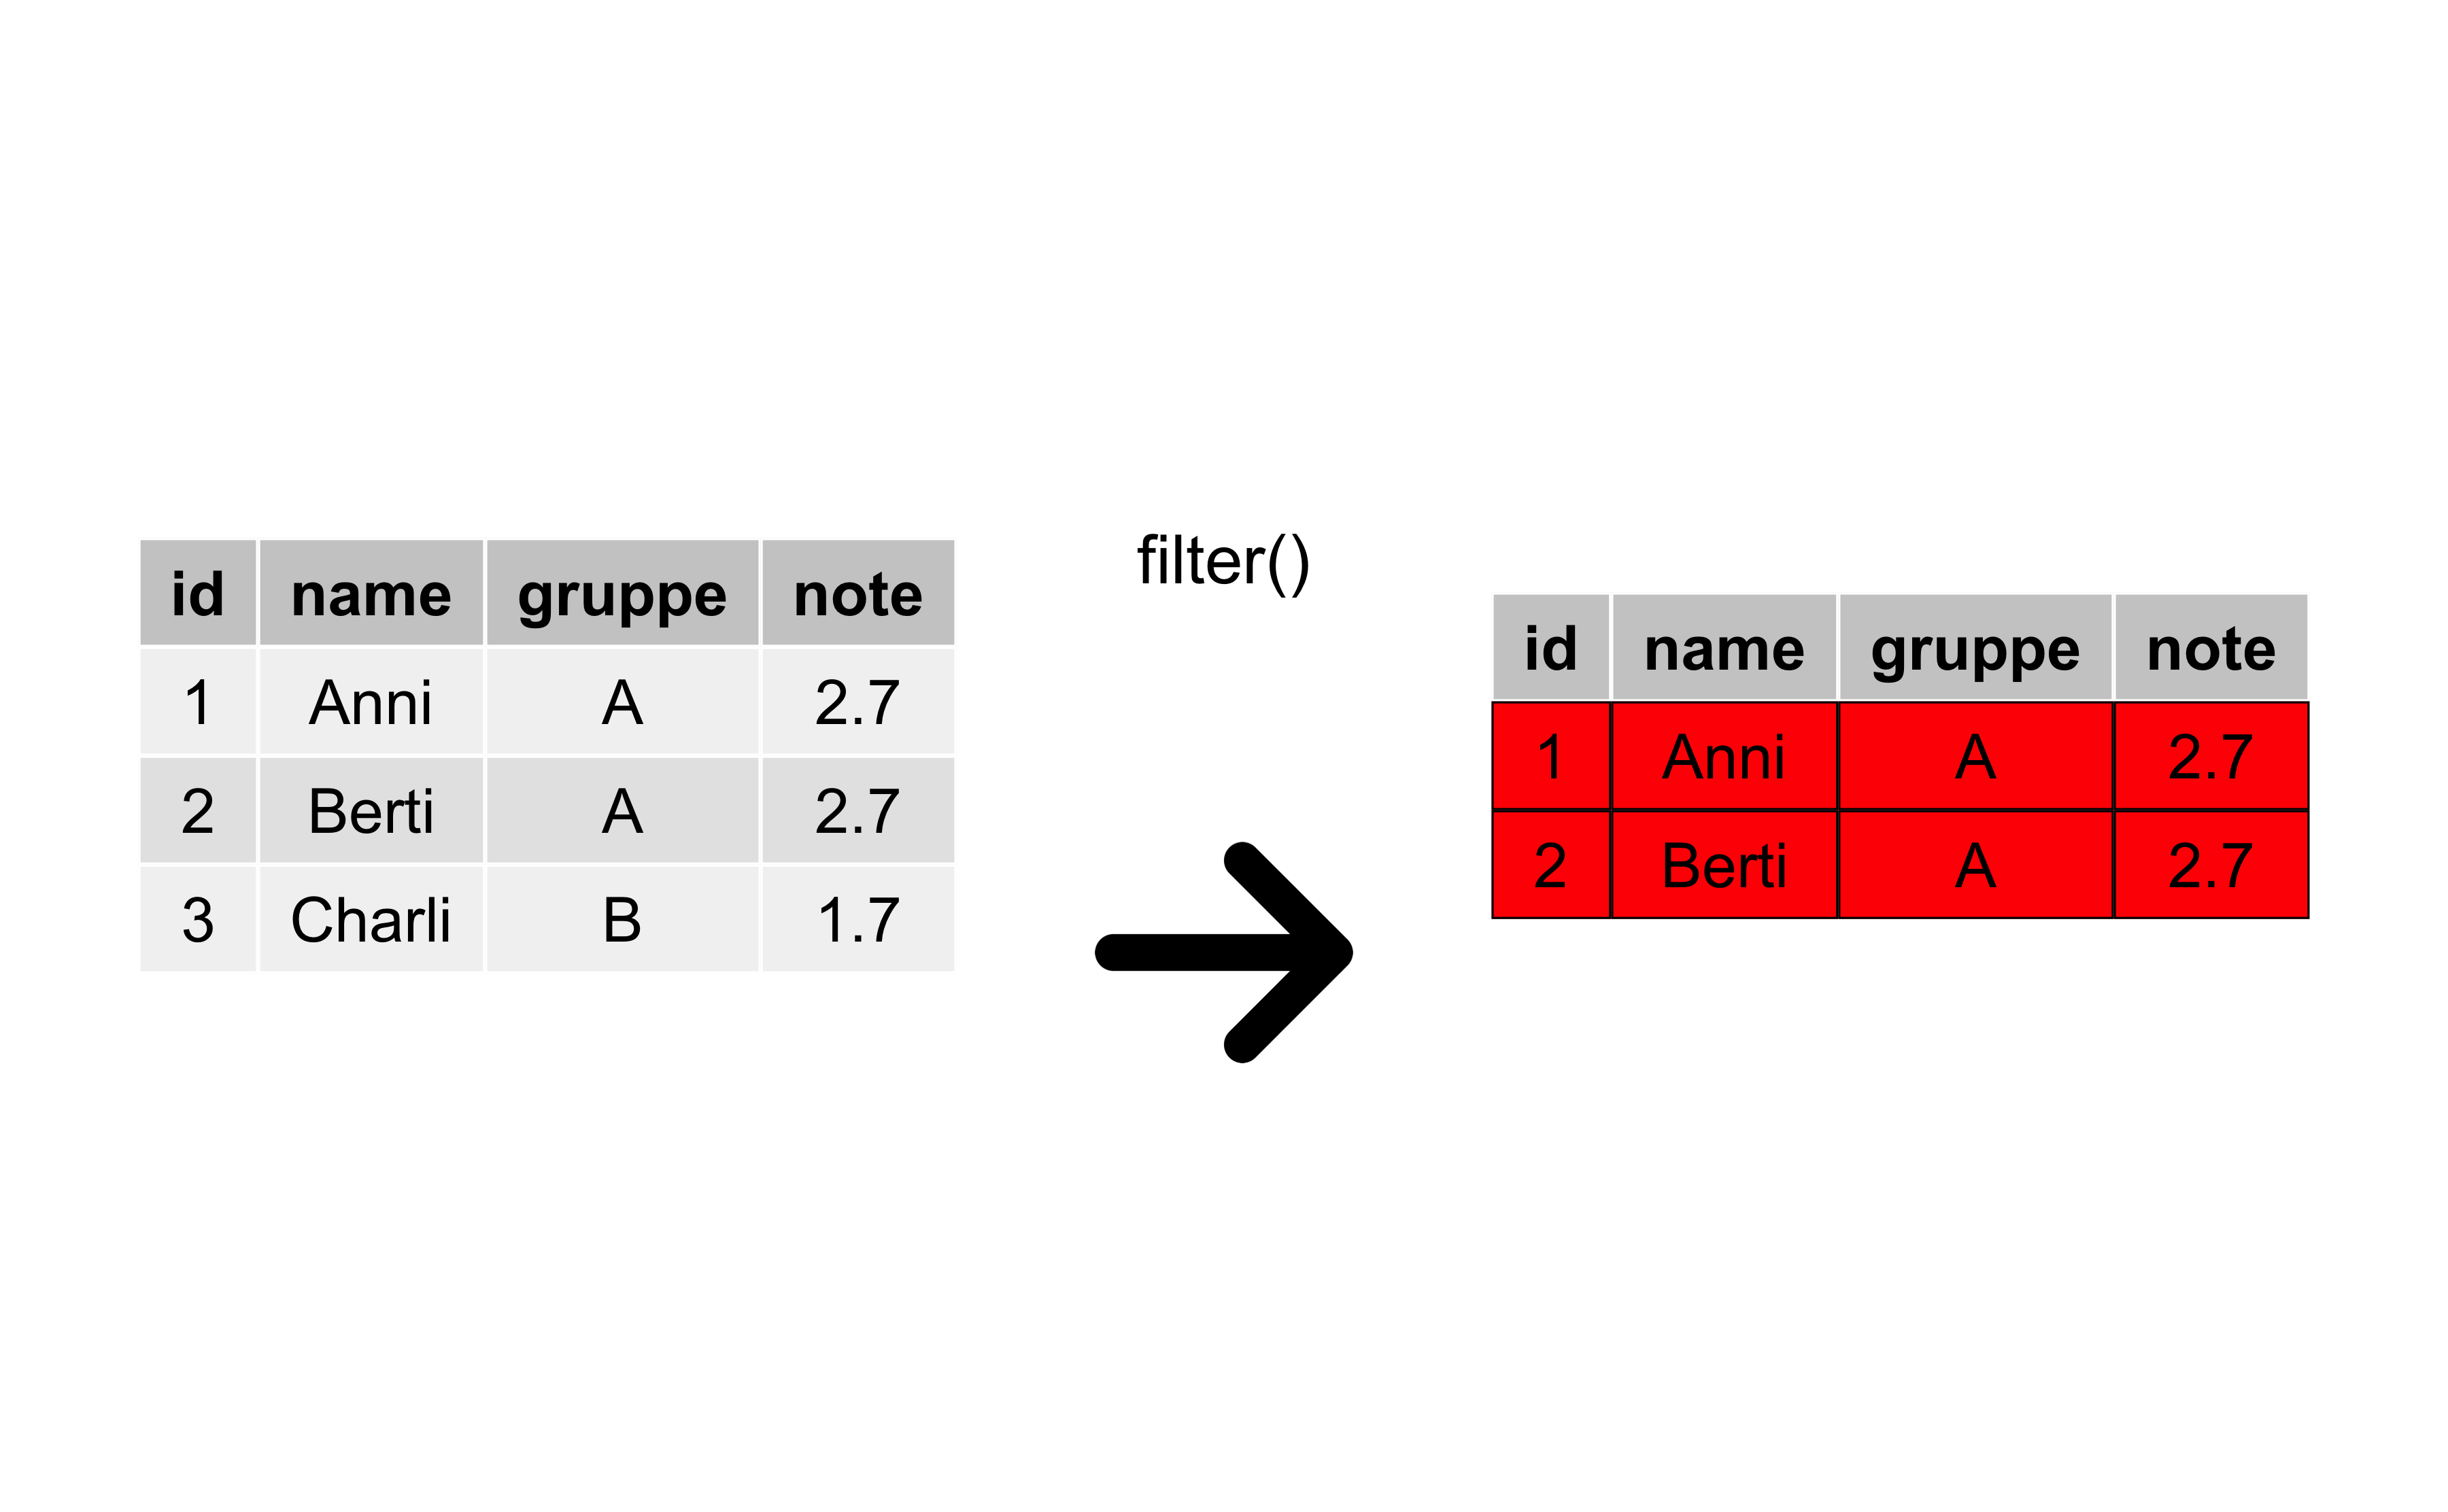 id name gruppe note
1 Anni A 2.7
2 Berti A 2.7
3 Charli B 1.7
filter()
id name gruppe note
1 Anni A 2.7
2 Berti A 2.7